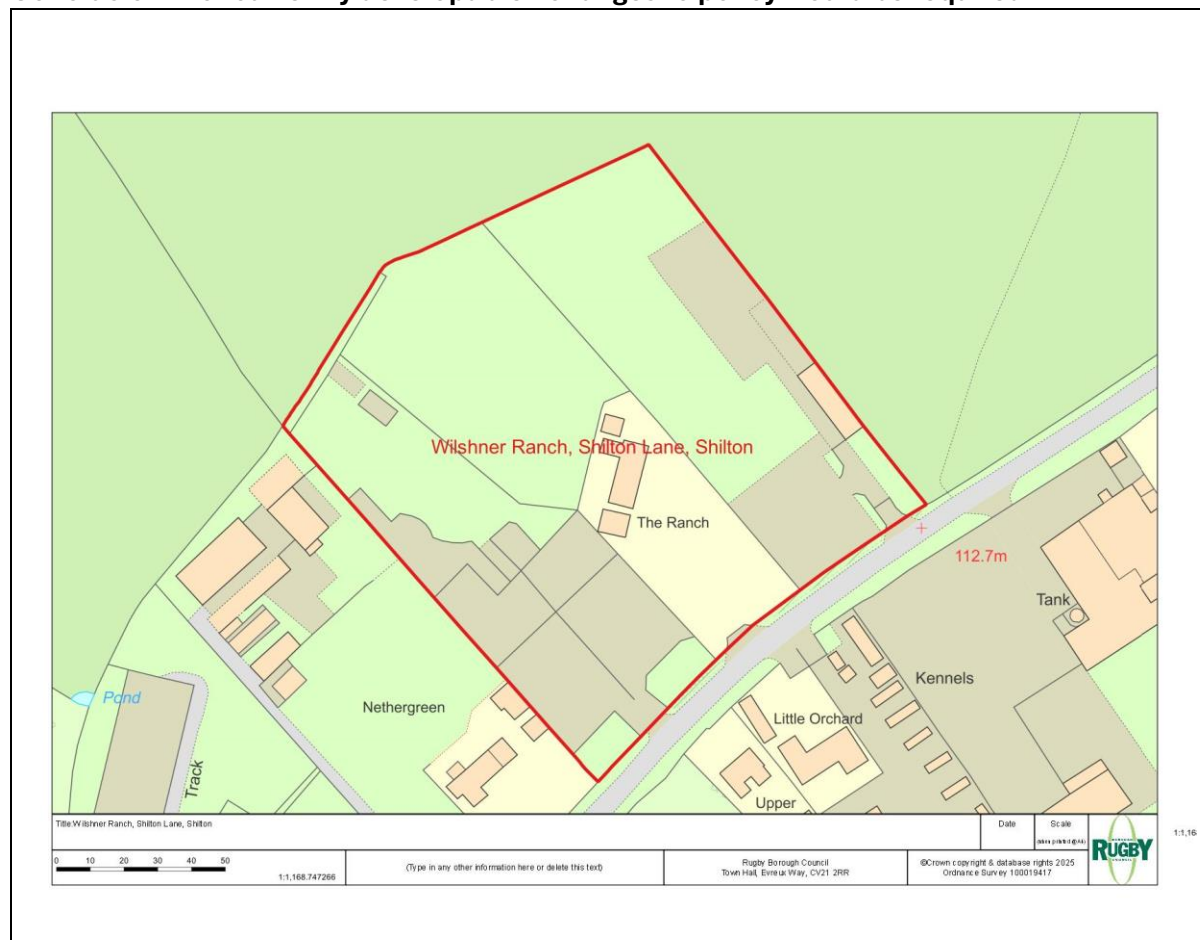 Wilshner Ranch, Shilton Lane, Shilton
The Ranch
112.7m
Tank
Kennels
Pond
Nethergreen
Little Orchard
Track
Upper
Title:Wilshner Ranch, Shilton Lane, Shilton
Date
Scale
0 10 20 30 40 50
1:1,168.747266
(Type in any other information here or delete this text)
Rugby Borough Council
Town Hall, Evreux Way, CV21 2RR
©Crown copyright & database rights 2025
Ordnance Survey 100019417
RUGBY
1:1,16